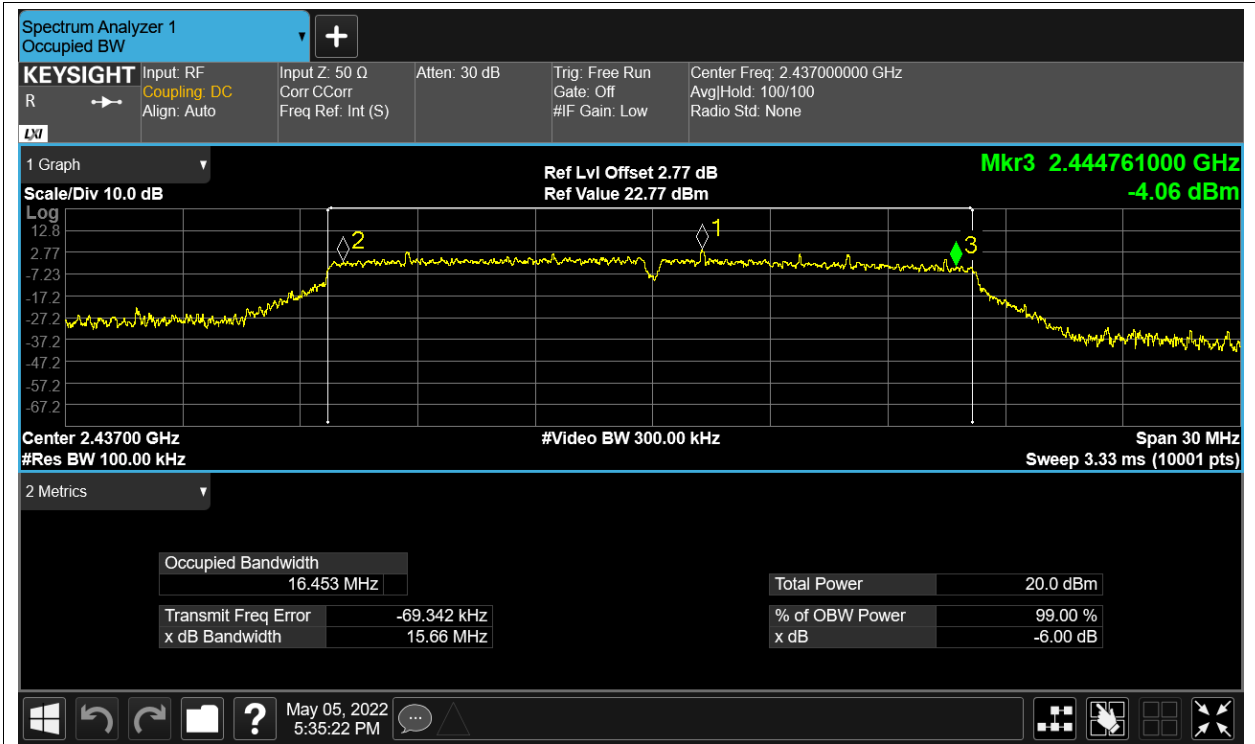 Spectrum Analyzer 1
Occupied BW
KEYSIGHT
R
LXI
Input: RF
Coupling: DC
Align: Auto
Input Z: 50 Ω
Corr CCorr
Freq Ref: Int (S)
Atten: 30 dB
Trig: Free Run
Gate: Off
#IF Gain: Low
Center Freq: 2.437000000 GHz
Avg|Hold: 100/100
Radio Std: None
1 Graph
Scale/Div 10.0 dB
Ref Lvl Offset 2.77 dB
Ref Value 22.77 dBm
Mkr3 2.444761000 GHz
-4.06 dBm
Log
12.8
2.77
-7.23
-17.2
-27.2
-37.2
-47.2
-57.2
-67.2
2
1
3
Center 2.43700 GHz
#Res BW 100.00 kHz
#Video BW 300.00 kHz
Span 30 MHz
Sweep 3.33 ms (10001 pts)
2 Metrics
Occupied Bandwidth
16.453 MHz
Transmit Freq Error -69.342 kHz
x dB Bandwidth 15.66 MHz
Total Power 20.0 dBm
% of OBW Power 99.00 %
x dB -6.00 dB
?
May 05, 2022
5:35:22 PM